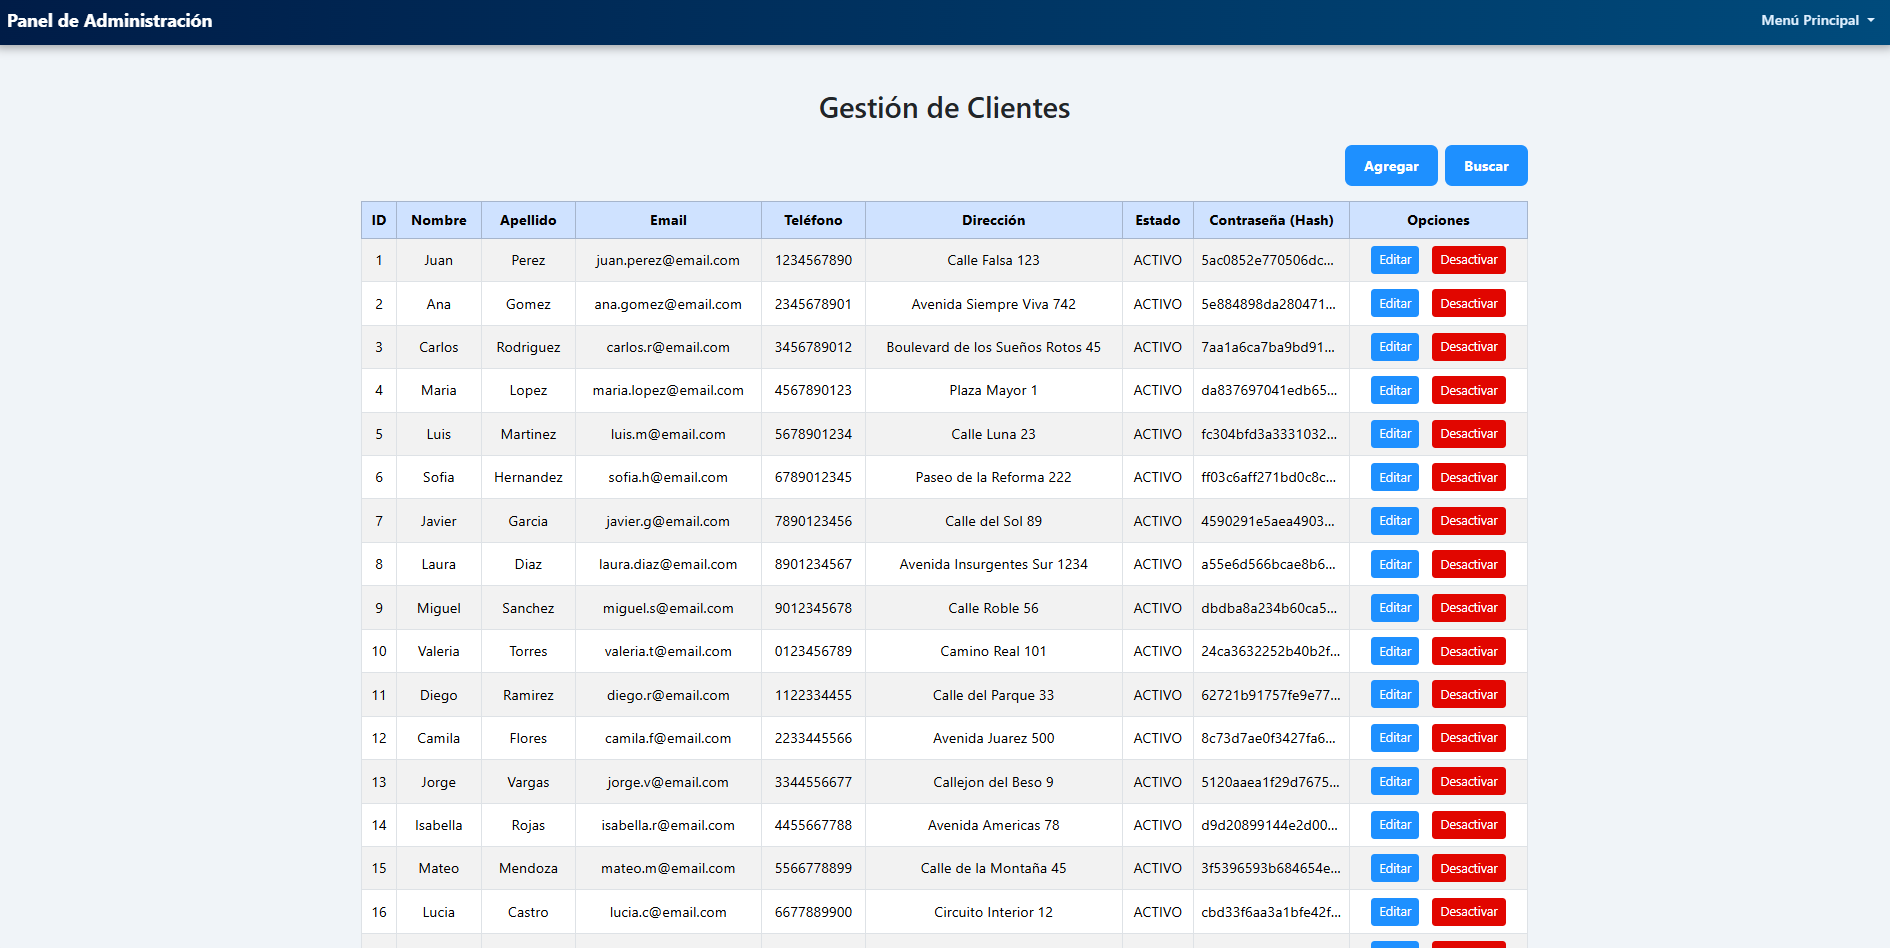 Panel de Administración Menú Principal
Gestión de Clientes
Agregar Buscar
ID Nombre Apellido Email Teléfono Dirección Estado Contraseña (Hash) Opciones
1 Juan Perez juan.perez@email.com 1234567890 Calle Falsa 123 ACTIVO 5ac0852e770506dc... Editar Desactivar
2 Ana Gomez ana.gomez@email.com 2345678901 Avenida Siempre Viva 742 ACTIVO 5e884898da280471... Editar Desactivar
3 Carlos Rodriguez carlos.r@email.com 3456789012 Boulevard de los Sueños Rotos 45 ACTIVO 7aa1a6ca7ba9bd91... Editar Desactivar
4 Maria Lopez maria.lopez@email.com 4567890123 Plaza Mayor 1 ACTIVO da837697041edb65... Editar Desactivar
5 Luis Martinez luis.m@email.com 5678901234 Calle Luna 23 ACTIVO fc304bfd3a3331032... Editar Desactivar
6 Sofia Hernandez sofia.h@email.com 6789012345 Paseo de la Reforma 222 ACTIVO ff03c6aff271bd0c8c... Editar Desactivar
7 Javier Garcia javier.g@email.com 7890123456 Calle del Sol 89 ACTIVO 4590291e5aea4903... Editar Desactivar
8 Laura Diaz laura.diaz@email.com 8901234567 Avenida Insurgentes Sur 1234 ACTIVO a55e6d566bcae8b6... Editar Desactivar
9 Miguel Sanchez miguel.s@email.com 9012345678 Calle Roble 56 ACTIVO dbdba8a234b60ca5... Editar Desactivar
10 Valeria Torres valeria.t@email.com 0123456789 Camino Real 101 ACTIVO 24ca3632252b40b2f... Editar Desactivar
11 Diego Ramirez diego.r@email.com 1122334455 Calle del Parque 33 ACTIVO 62721b91757fe9e77... Editar Desactivar
12 Camila Flores camila.f@email.com 2233445566 Avenida Juarez 500 ACTIVO 8c73d7ae0f3427fa6... Editar Desactivar
13 Jorge Vargas jorge.v@email.com 3344556677 Callejon del Beso 9 ACTIVO 5120aaea1f29d7675... Editar Desactivar
14 Isabella Rojas isabella.r@email.com 4455667788 Avenida Americas 78 ACTIVO d9d20899144e2d00... Editar Desactivar
15 Mateo Mendoza mateo.m@email.com 5566778899 Calle de la Montaña 45 ACTIVO 3f5396593b684654e... Editar Desactivar
16 Lucia Castro lucia.c@email.com 6677889900 Circuito Interior 12 ACTIVO cbd33f6aa3a1bfe42f... Editar Desactivar